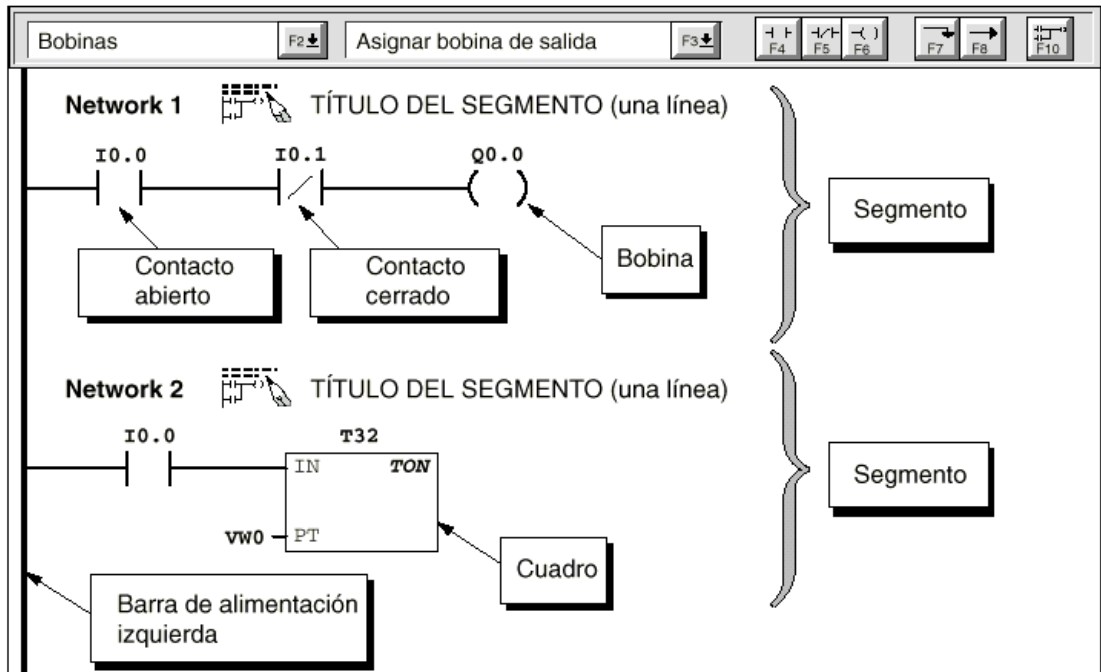 Bobinas F2 Asignar bobina de salida F3 F4 F5 F6 F7 F8 F10
Network 1 TÍTULO DEL SEGMENTO (una línea)
I0.0 I0.1 Q0.0
Segmento
Contacto
abierto
Contacto
cerrado
Bobina
Network 2 TÍTULO DEL SEGMENTO (una línea)
I0.0 T32
IN TON
Segmento
VW0 PT
Cuadro
Barra de alimentación
izquierda